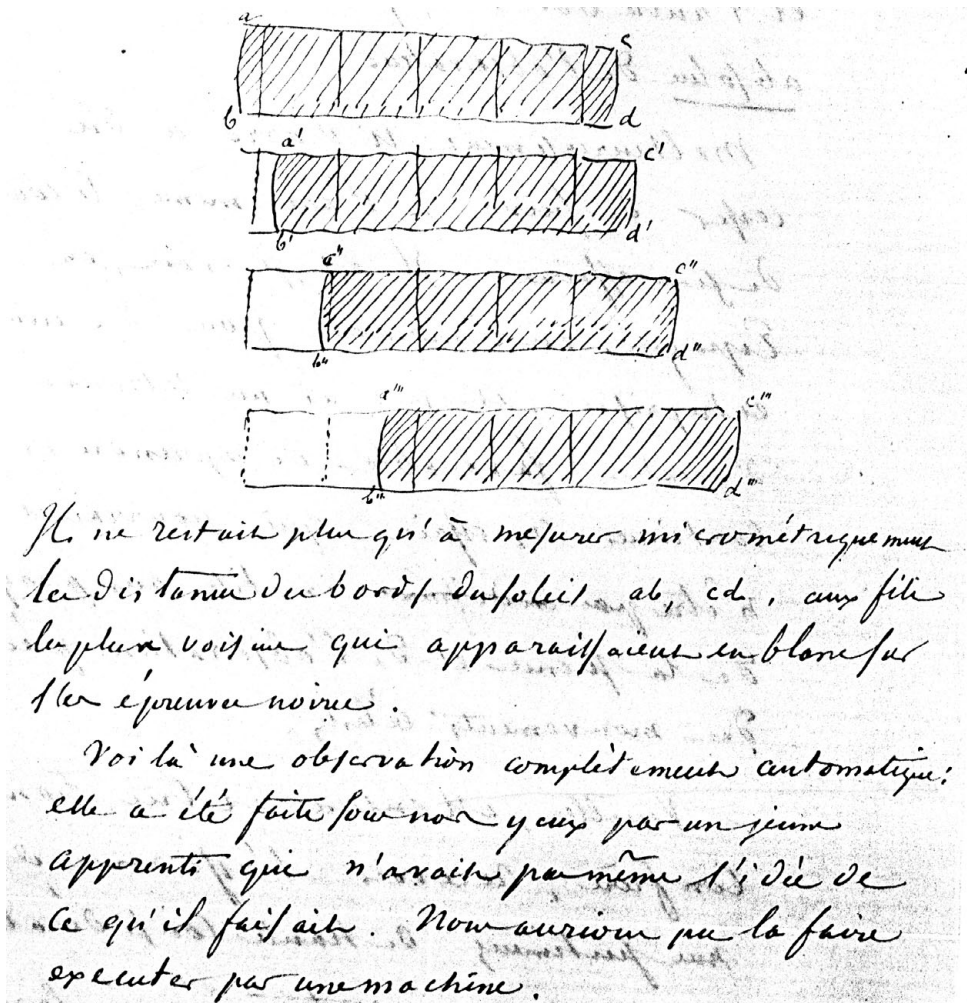 a c
b d
a' c'
b' d'
a'' c''
b'' d''
a''' c'''
b''' d'''
Il ne restait plus qu'à mesurer micrométriquement
les distances des bords du soleil ab, cd, aux fils
les plus voisins qui apparaissaient en blanc sur
les épreuves noires.
Voilà une observation complètement automatique:
elle a été faite sous nos yeux par un jeune
apprenti qui n'avait pas même l'idée de
ce qu'il faisait. Nous aurions pu la faire
executer par une machine.